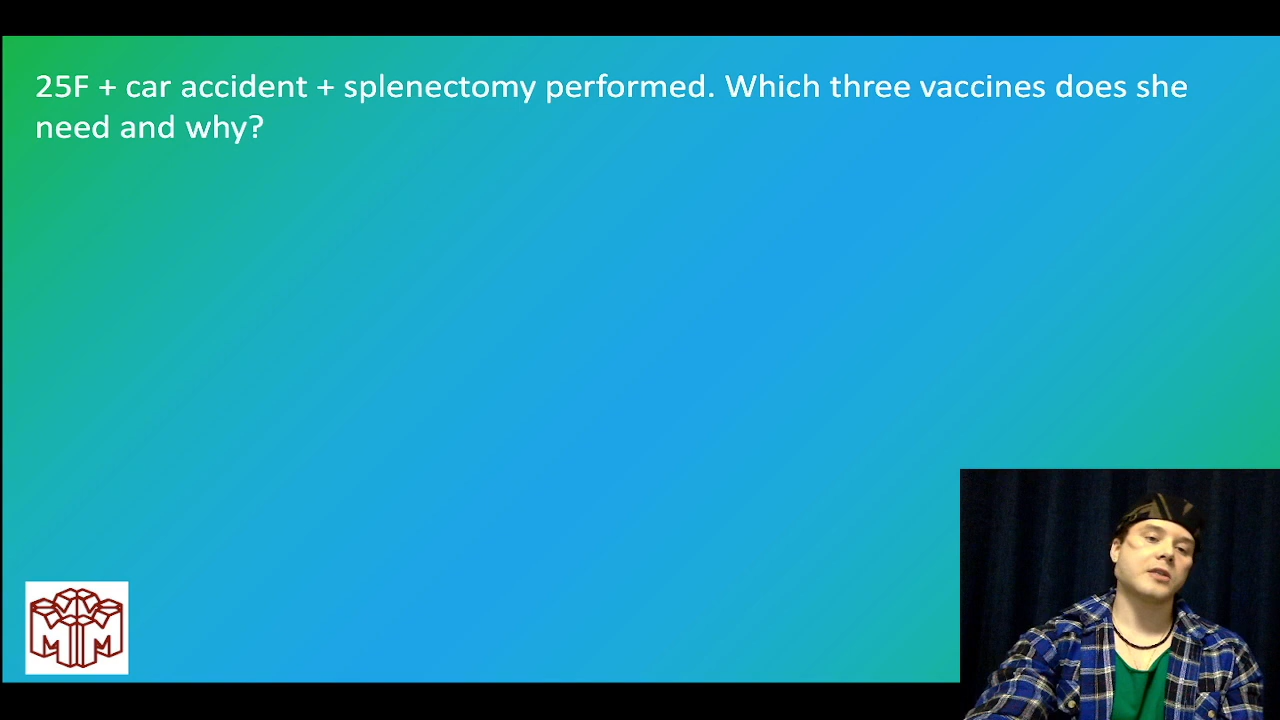 25F + car accident + splenectomy performed. Which three vaccines does she
need and why?